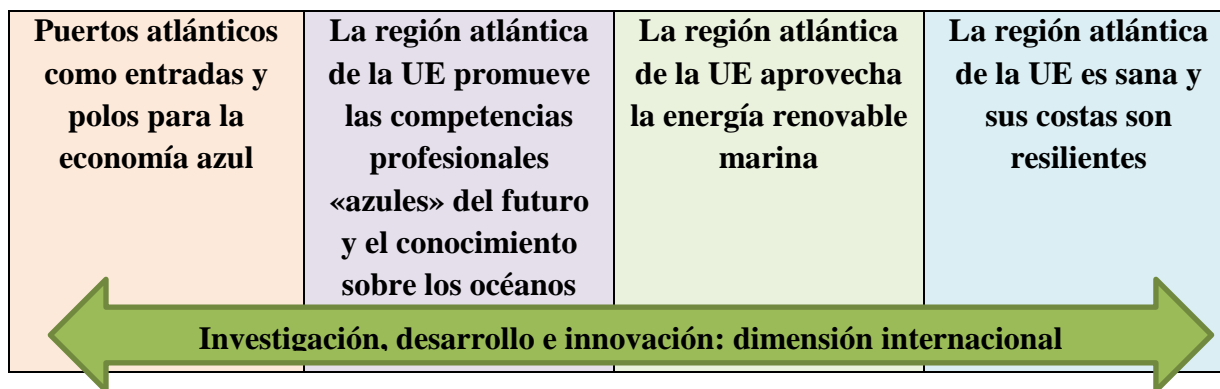 Puertos atlánticos
como entradas y
polos para la
economía azul
La región atlántica
de la UE promueve
las competencias
profesionales
«azules» del futuro
y el conocimiento
sobre los océanos
La región atlántica
de la UE aprovecha
la energía renovable
marina
La región atlántica
de la UE es sana y
sus costas son
resilientes
Investigación, desarrollo e innovación: dimensión internacional